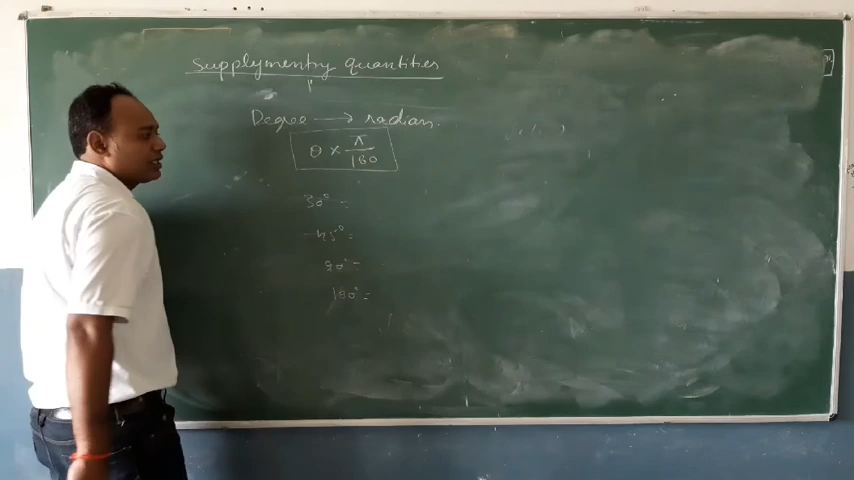 Supplymentry quantities
Degree → radian.
θ × π/180
30° =
45° =
90° =
180° =